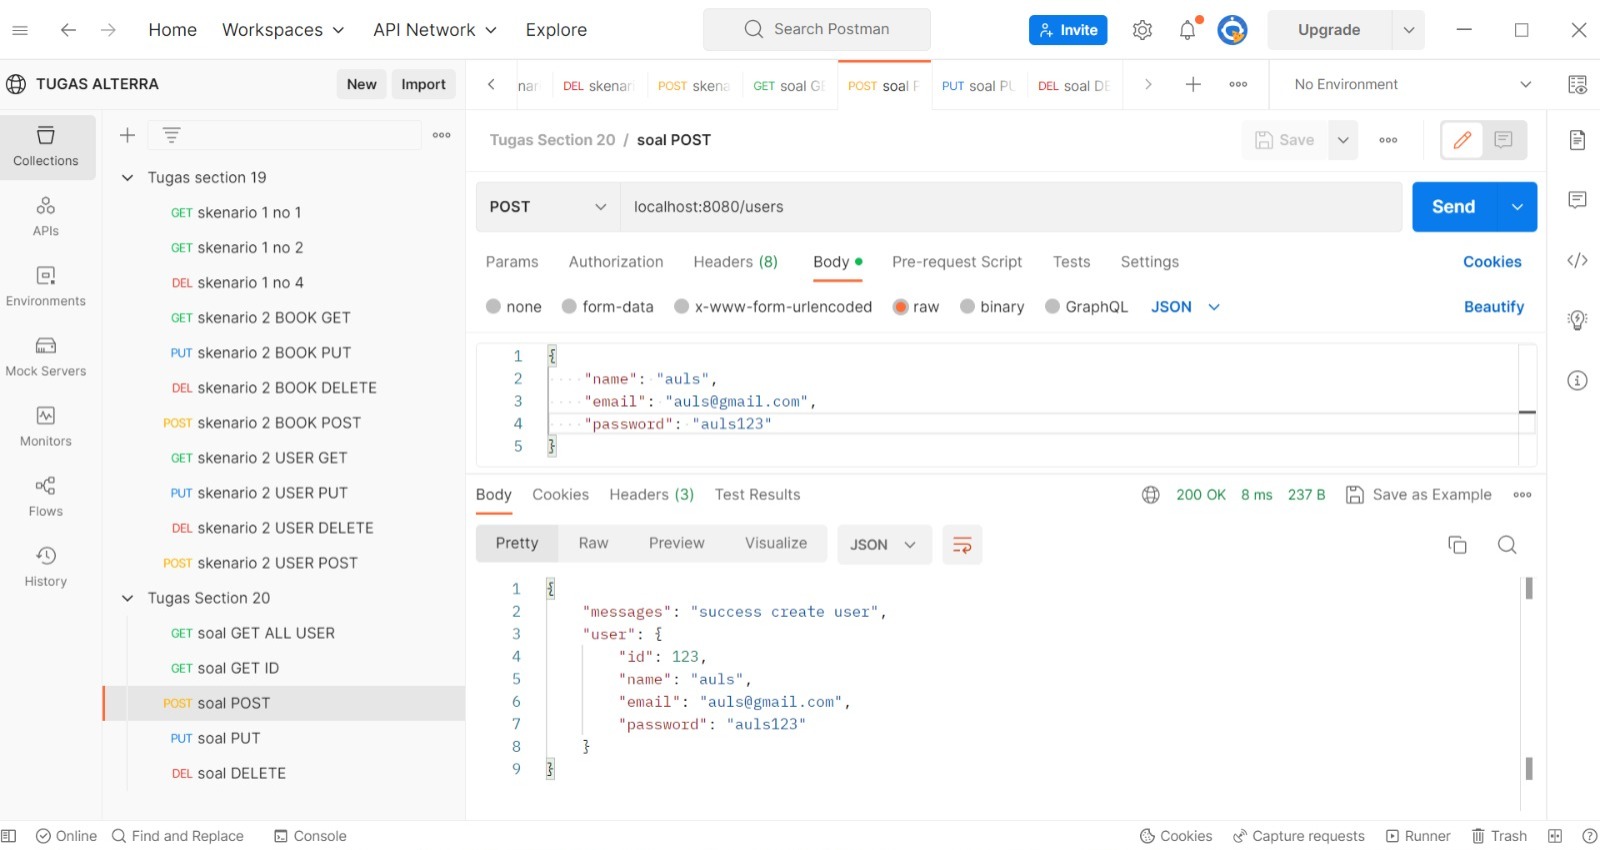 Home Workspaces API Network Explore Search Postman Invite Upgrade
TUGAS ALTERRA New Import
DEL skenari POST skena GET soal GE POST soal P PUT soal PU DEL soal DE No Environment
Collections
APIs
Environments
Mock Servers
Monitors
Flows
History
Tugas section 19
GET skenario 1 no 1
GET skenario 1 no 2
DEL skenario 1 no 4
GET skenario 2 BOOK GET
PUT skenario 2 BOOK PUT
DEL skenario 2 BOOK DELETE
POST skenario 2 BOOK POST
GET skenario 2 USER GET
PUT skenario 2 USER PUT
DEL skenario 2 USER DELETE
POST skenario 2 USER POST
Tugas Section 20
GET soal GET ALL USER
GET soal GET ID
POST soal POST
PUT soal PUT
DEL soal DELETE
Tugas Section 20 / soal POST Save
POST localhost:8080/users Send
Params Authorization Headers (8) Body Pre-request Script Tests Settings Cookies
none form-data x-www-form-urlencoded raw binary GraphQL JSON Beautify
1 {
2 "name": "auls",
3 "email": "auls@gmail.com",
4 "password": "auls123"
5 }
Body Cookies Headers (3) Test Results 200 OK 8 ms 237 B Save as Example
Pretty Raw Preview Visualize JSON
1 {
2 "messages": "success create user",
3 "user": {
4 "id": 123,
5 "name": "auls",
6 "email": "auls@gmail.com",
7 "password": "auls123"
8 }
9 }
Online Find and Replace Console Cookies Capture requests Runner Trash